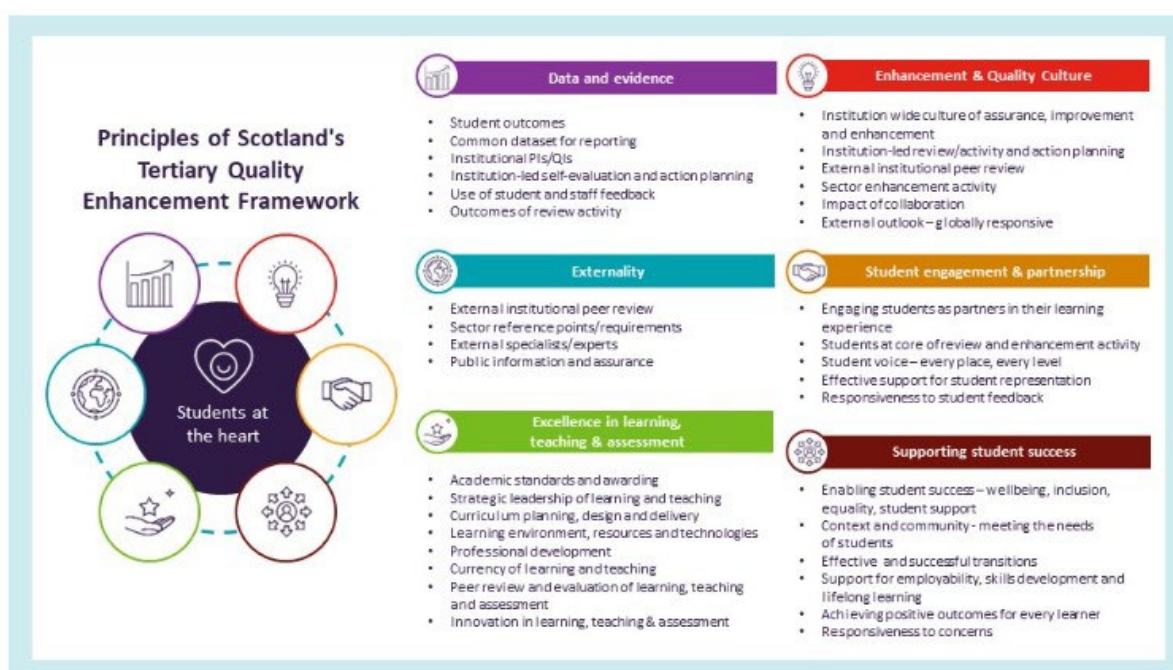 Principles of Scotland's
Tertiary Quality
Enhancement Framework
Students at
the heart
Data and evidence
• Student outcomes
• Common dataset for reporting
• Institutional PIs/QIs
• Institution-led self-evaluation and action planning
• Use of student and staff feedback
• Outcomes of review activity
Externality
• External institutional peer review
• Sector reference points/requirements
• External specialists/experts
• Public information and assurance
Excellence in learning,
teaching & assessment
• Academic standards and awarding
• Strategic leadership of learning and teaching
• Curriculum planning, design and delivery
• Learning environment, resources and technologies
• Professional development
• Currency of learning and teaching
• Peer review and evaluation of learning, teaching
and assessment
• Innovation in learning, teaching & assessment
Enhancement & Quality Culture
• Institution wide culture of assurance, improvement
and enhancement
• Institution-led review/activity and action planning
• External institutional peer review
• Sector enhancement activity
• Impact of collaboration
• External outlook – globally responsive
Student engagement & partnership
• Engaging students as partners in their learning
experience
• Students at core of review and enhancement activity
• Student voice – every place, every level
• Effective support for student representation
• Responsiveness to student feedback
Supporting student success
• Enabling student success – wellbeing, inclusion,
equality, student support
• Context and community - meeting the needs
of students
• Effective and successful transitions
• Support for employability, skills development and
lifelong learning
• Achieving positive outcomes for every learner
• Responsiveness to concerns